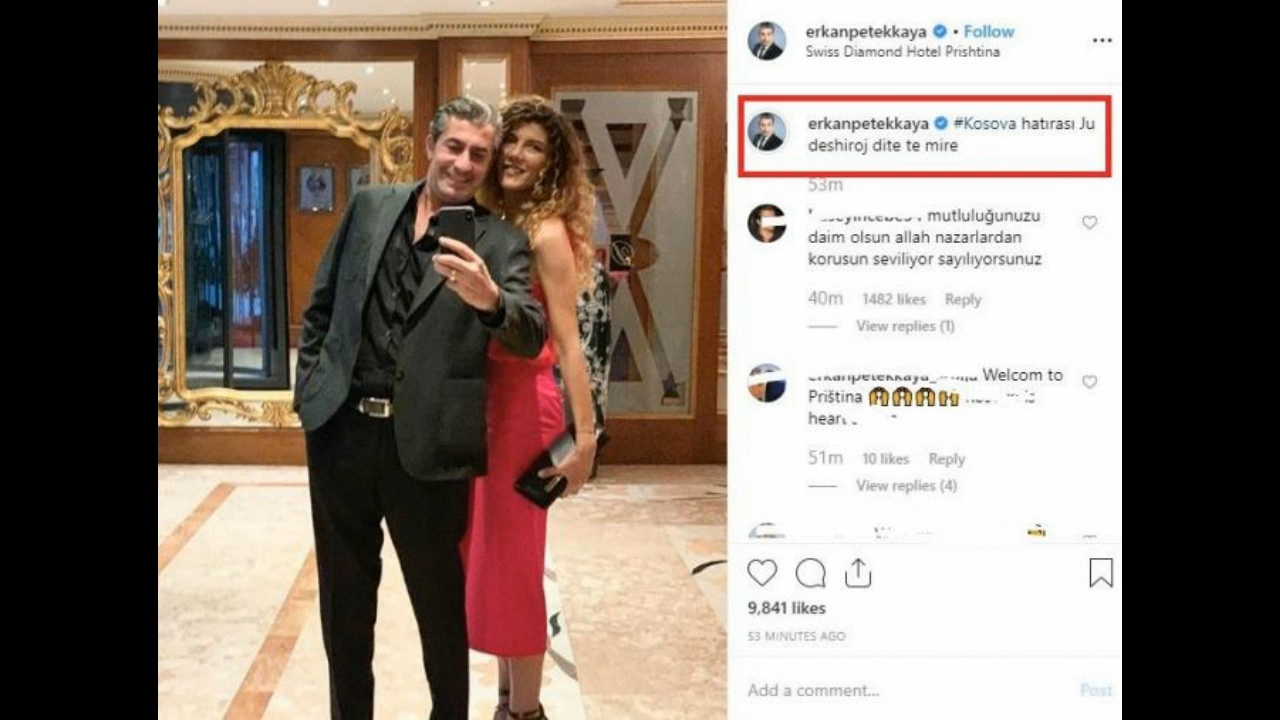 erkanpetekkaya • Follow
Swiss Diamond Hotel Prishtina
erkanpetekkaya #Kosova hatırası Ju
deshiroj dite te mire
53m
mutluluğunuzu
daim olsun allah nazarlardan
korusun seviliyor sayılıyorsunuz
40m 1482 likes Reply
View replies (1)
Welcom to
Priština
51m 10 likes Reply
View replies (4)
9,841 likes
53 MINUTES AGO
Add a comment... Post